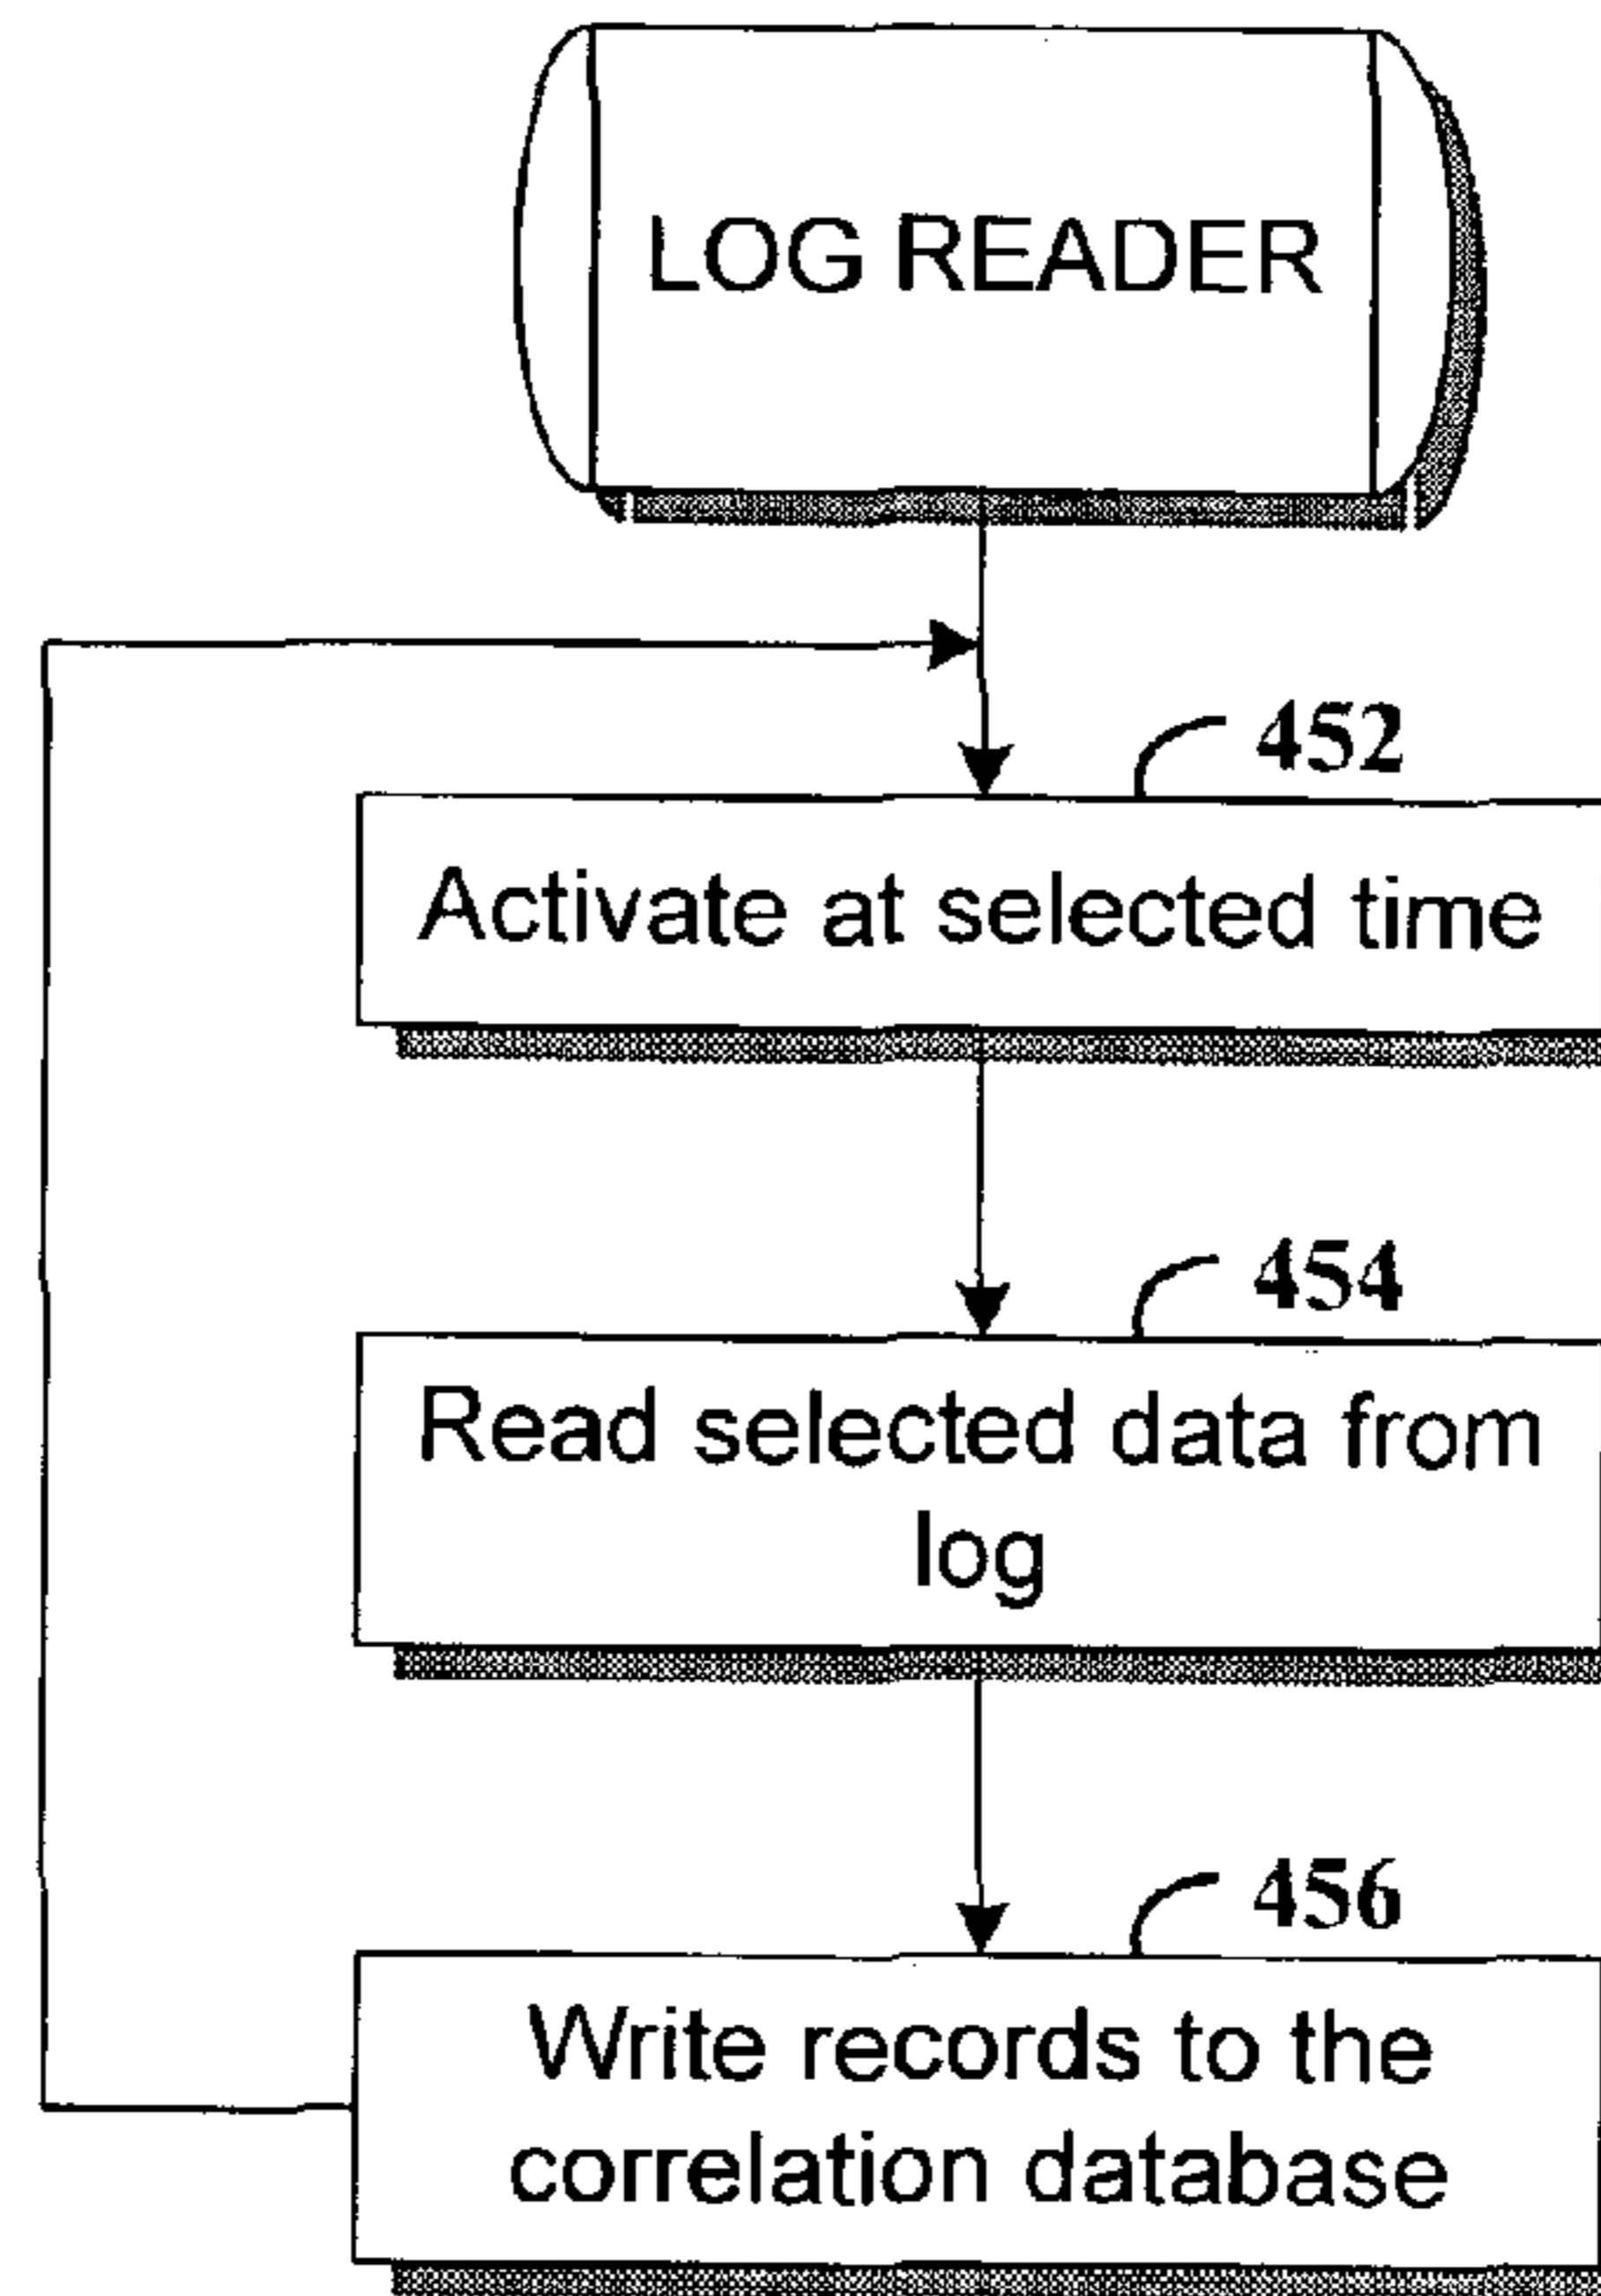 LOG READER
452
Activate at selected time
454
Read selected data from
log
456
Write records to the
correlation database